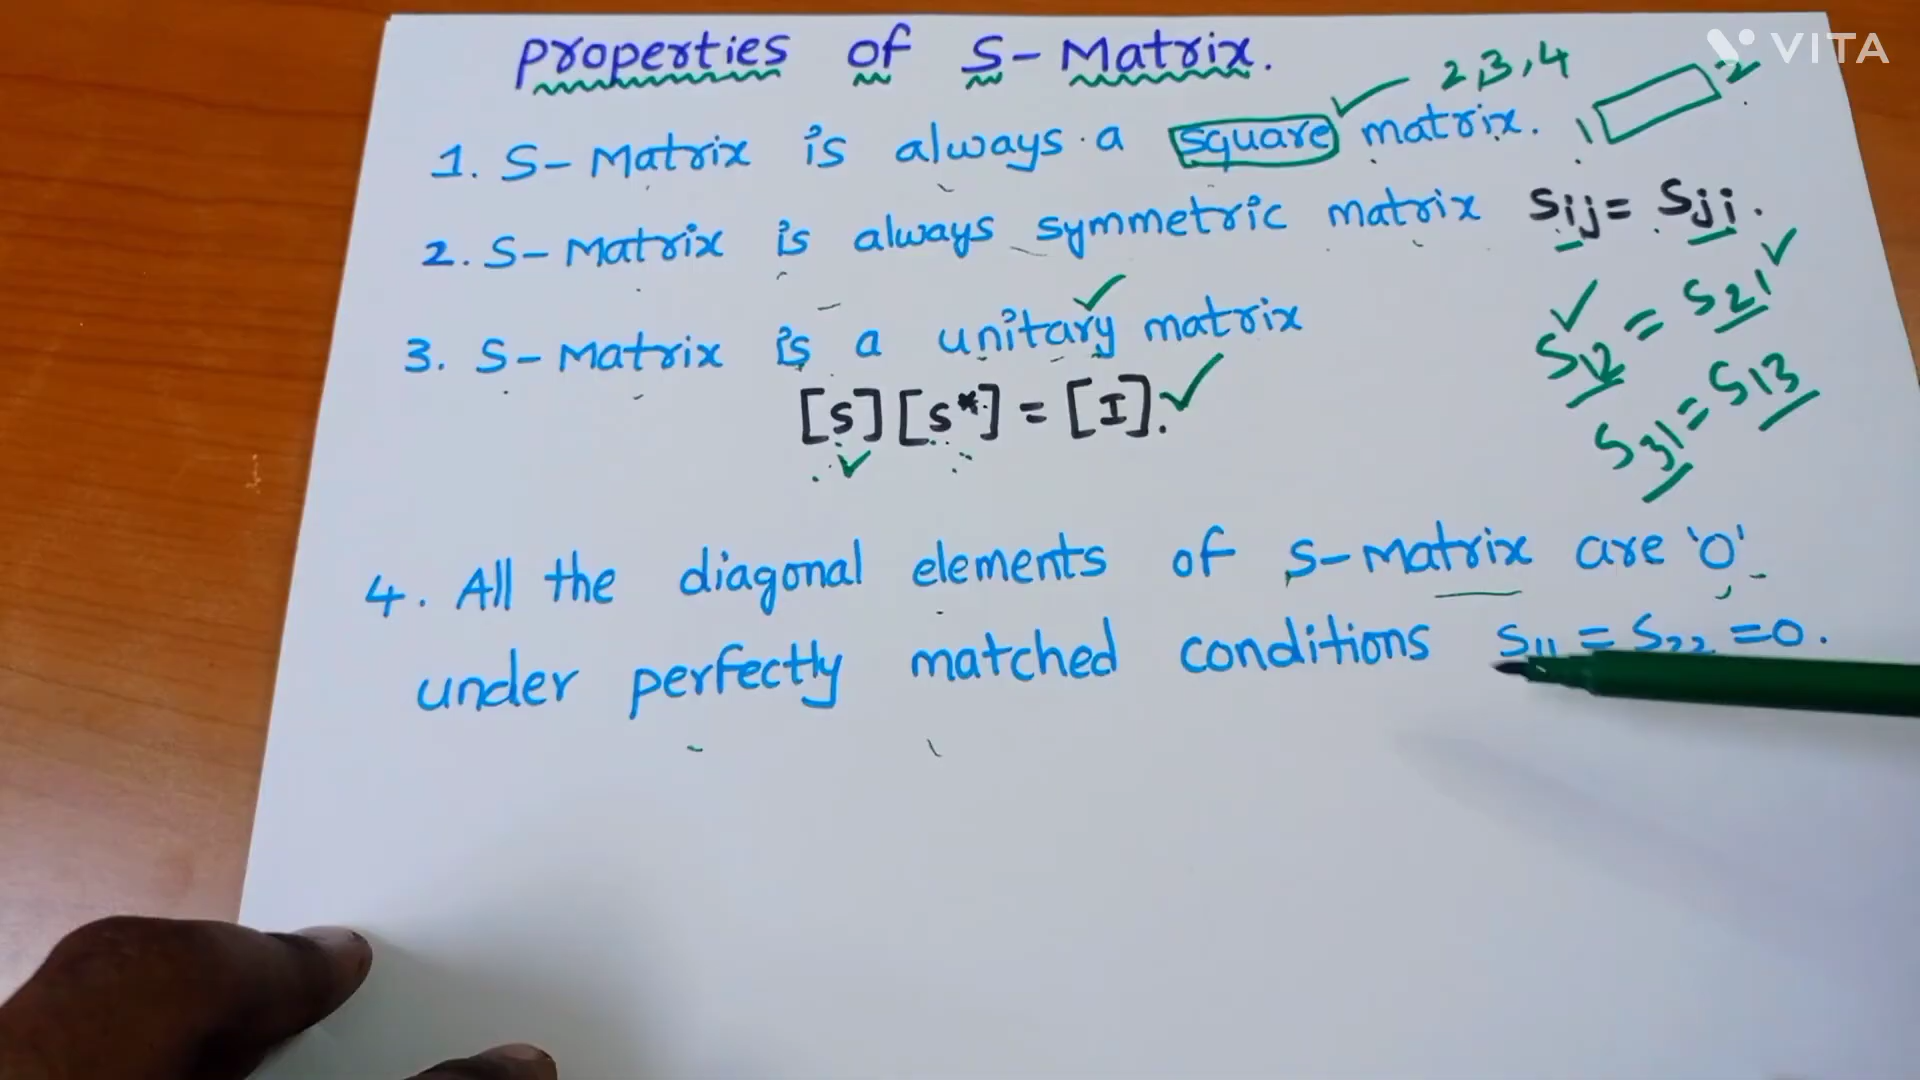 Properties of S-Matrix.
VITA
2,3,4
1 2
1. S-Matrix is always a square matrix.
2. S-Matrix is always symmetric matrix Sij = Sji.
S12 = S21
3. S-Matrix is a unitary matrix
S31 = S13
[S][S*] = [I].
4. All the diagonal elements of S-Matrix are '0'
under perfectly matched conditions S11 = S22 = 0.